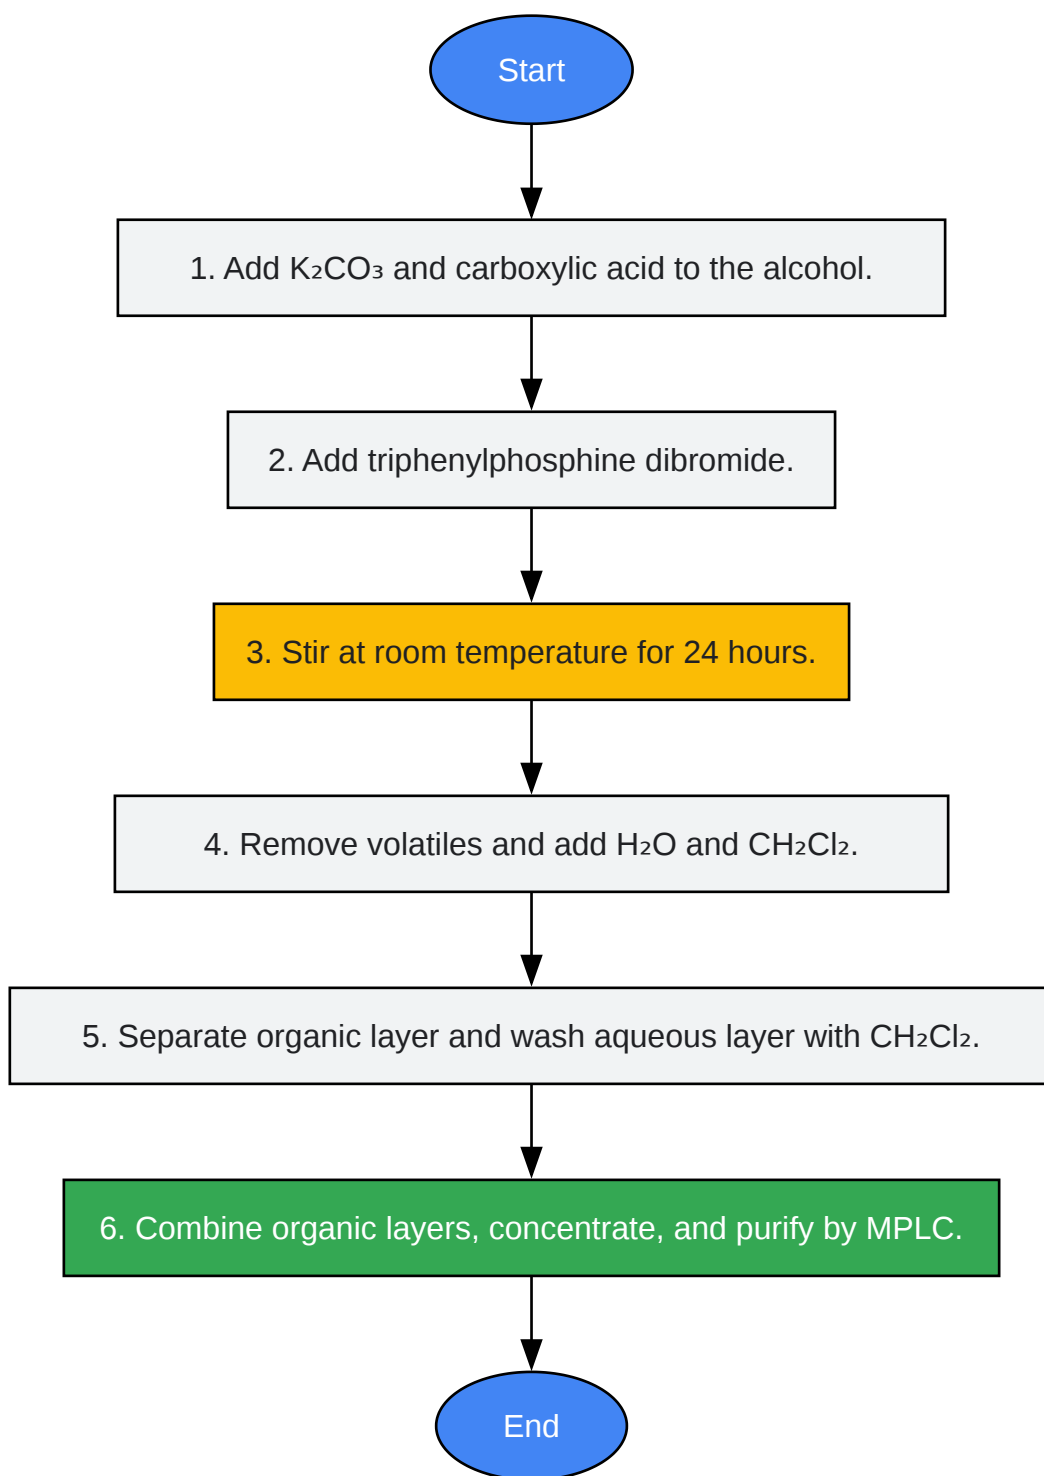 Start
1. Add K₂CO₃ and carboxylic acid to the alcohol.
2. Add triphenylphosphine dibromide.
3. Stir at room temperature for 24 hours.
4. Remove volatiles and add H₂O and CH₂Cl₂.
5. Separate organic layer and wash aqueous layer with CH₂Cl₂.
6. Combine organic layers, concentrate, and purify by MPLC.
End